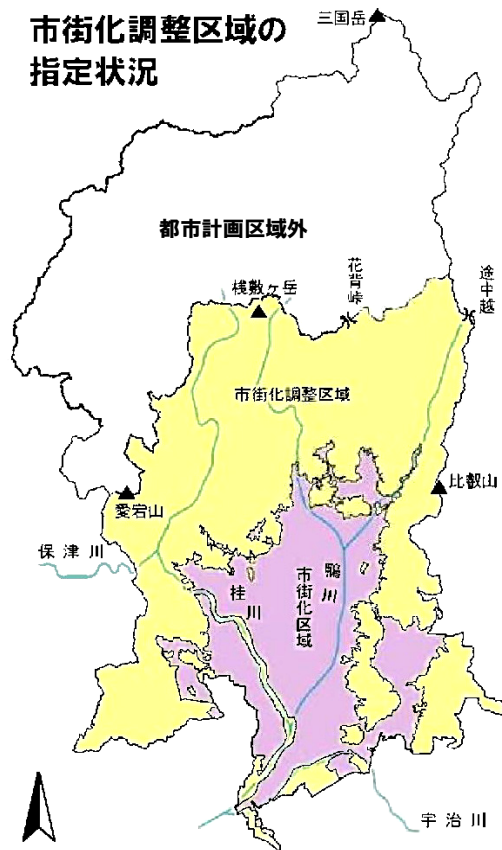 市街化調整区域の
指定状況
三国岳
都市計画区域外
桟敷ヶ岳
花背峠
途中越
市街化調整区域
比叡山
愛宕山
保津川
桂川
鴨川
市街化区域
宇治川